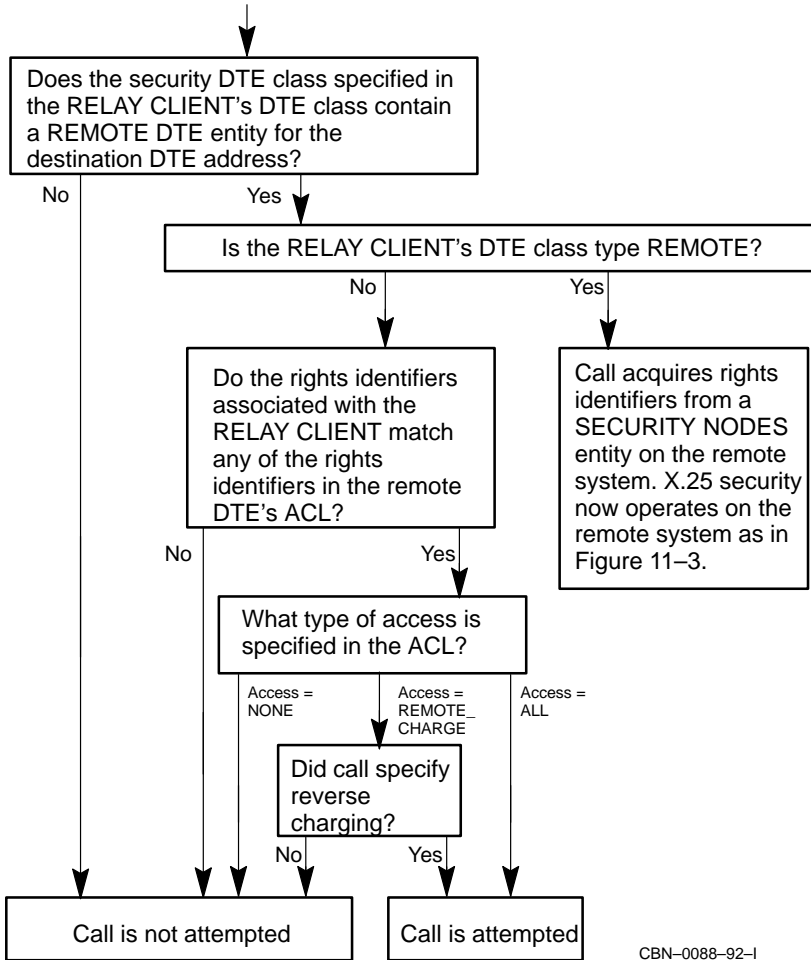 Does the security DTE class specified in
the RELAY CLIENT's DTE class contain
a REMOTE DTE entity for the
destination DTE address?
No
Yes
Is the RELAY CLIENT's DTE class type REMOTE?
No
Yes
Do the rights identifiers
associated with the
RELAY CLIENT match
any of the rights
identifiers in the remote
DTE's ACL?
Call acquires rights
identifiers from a
SECURITY NODES
entity on the remote
system. X.25 security
now operates on the
remote system as in
Figure 11–3.
No
Yes
What type of access is
specified in the ACL?
Access =
NONE
Access =
REMOTE_
CHARGE
Access =
ALL
Did call specify
reverse
charging?
No
Yes
Call is not attempted
Call is attempted
CBN–0088–92–I